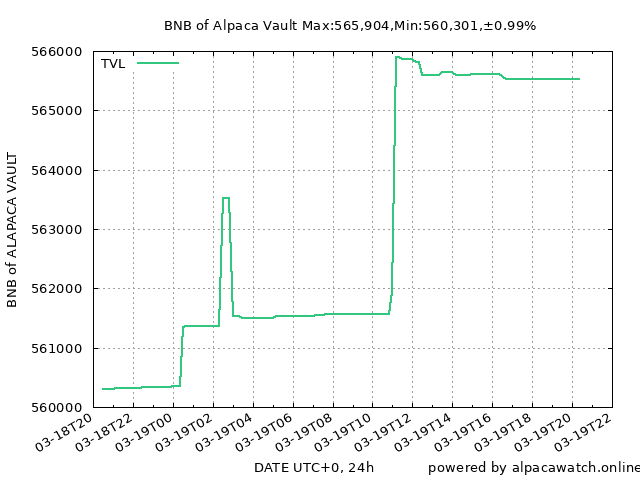 BNB of Alpaca Vault Max:565,904,Min:560,301,±0.99%
TVL
BNB of ALAPACA VAULT
566000
565000
564000
563000
562000
561000
560000
03-18T20
03-18T22
03-19T00
03-19T02
03-19T04
03-19T06
03-19T08
03-19T10
03-19T12
03-19T14
03-19T16
03-19T18
03-19T20
03-19T22
DATE UTC+0, 24h
powered by alpacawatch.online